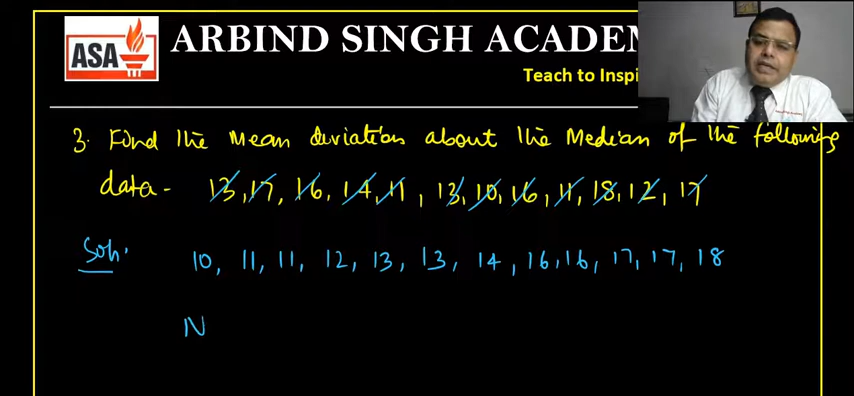 ASA
ARBIND SINGH ACADEM
Teach to Inspi
3. Find the Mean deviation about the Median of the following
data- 13, 17, 16, 14, 11, 13, 10, 16, 11, 18, 12, 17
Soln.
10, 11, 11, 12, 13, 13, 14, 16, 16, 17, 17, 18
N